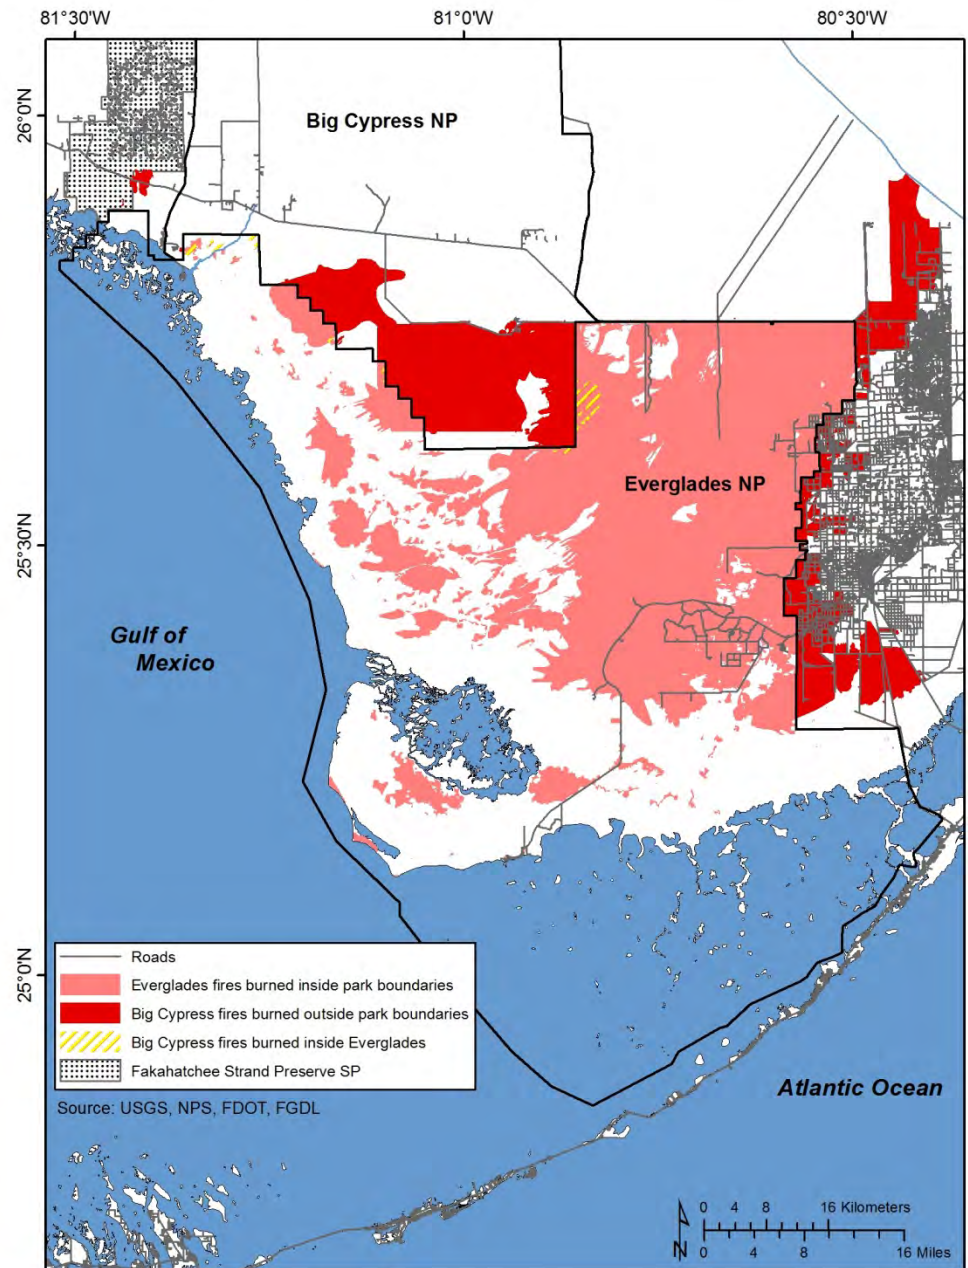 81°30'W 81°0'W 80°30'W
26°0'N
Big Cypress NP
Everglades NP
25°30'N
Gulf of
Mexico
25°0'N
Roads
Everglades fires burned inside park boundaries
Big Cypress fires burned outside park boundaries
Big Cypress fires burned inside Everglades
Fakahatchee Strand Preserve SP
Source: USGS, NPS, FDOT, FGDL
Atlantic Ocean
0 4 8 16 Kilometers
N
0 4 8 16 Miles